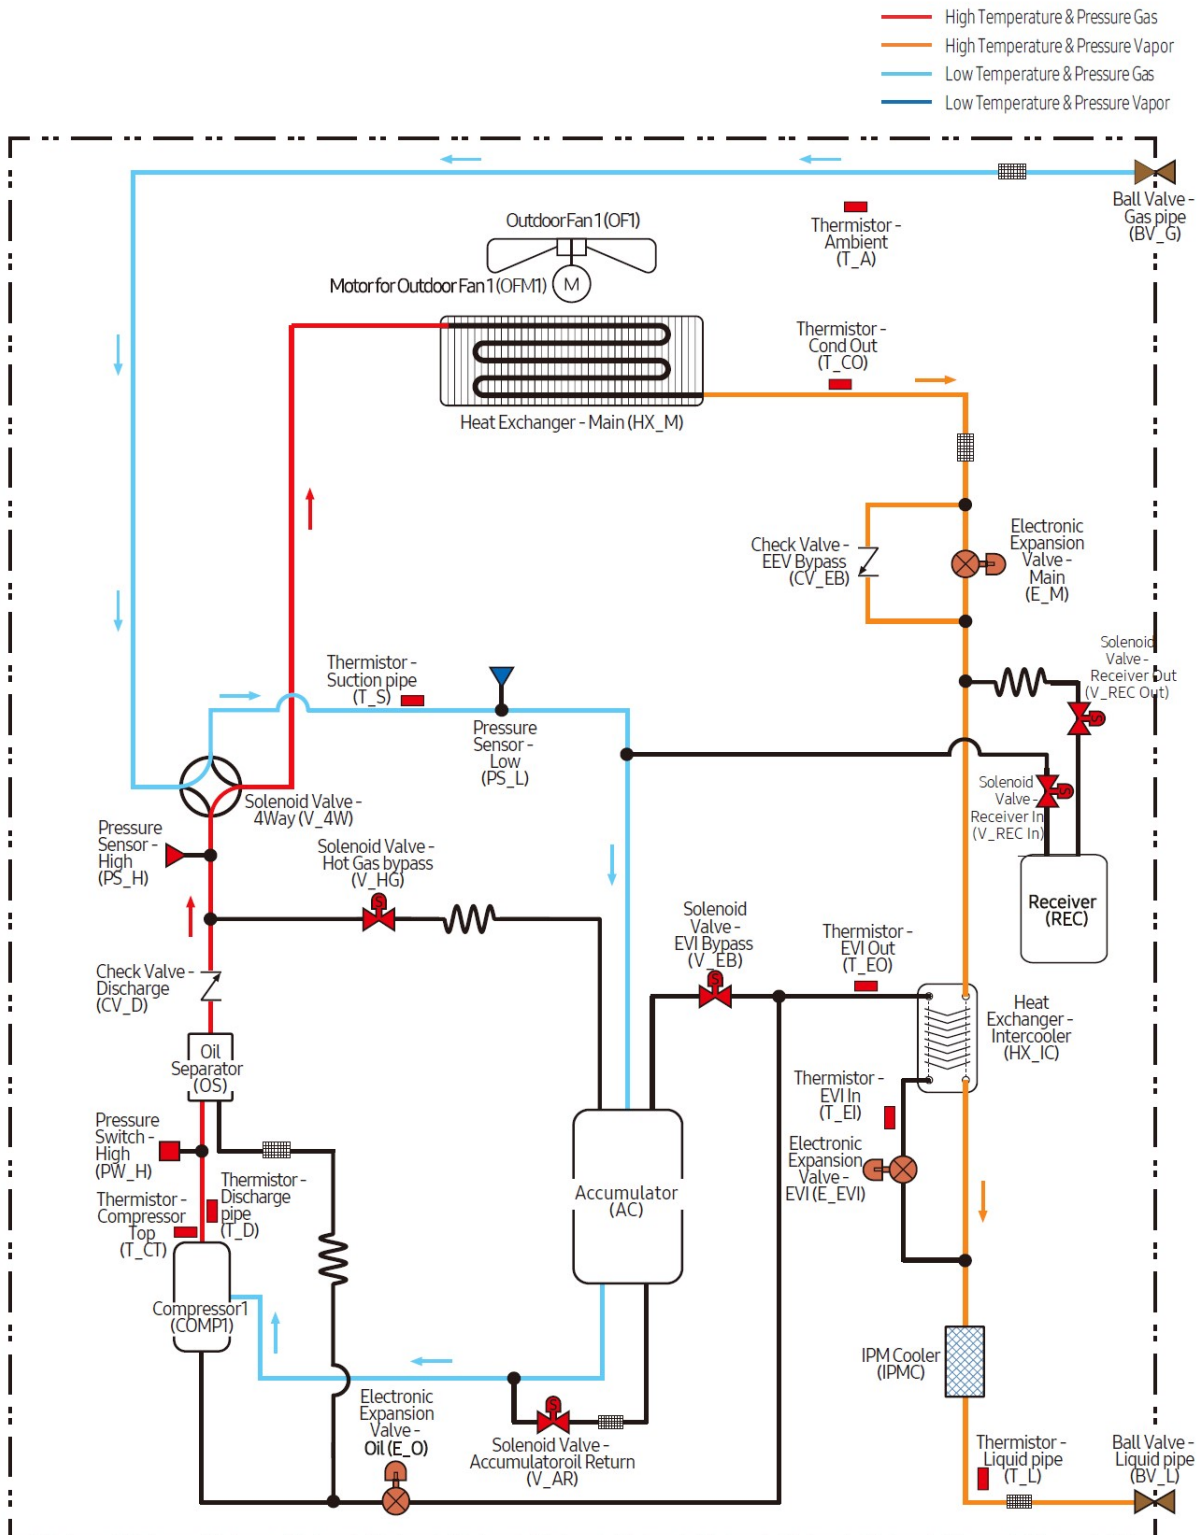 High Temperature & Pressure Gas
High Temperature & Pressure Vapor
Low Temperature & Pressure Gas
Low Temperature & Pressure Vapor
Ball Valve -
Gas pipe
(BV_G)
Thermistor -
Ambient
(T_A)
Outdoor Fan 1 (OF1)
Motor for Outdoor Fan 1 (OFM1)
M
Thermistor -
Cond Out
(T_CO)
Heat Exchanger - Main (HX_M)
Check Valve -
EEV Bypass
(CV_EB)
Electronic
Expansion
Valve -
Main
(E_M)
Solenoid
Valve -
Receiver Out
(V_REC Out)
S
Thermistor -
Suction pipe
(T_S)
Pressure
Sensor -
Low
(PS_L)
Solenoid Valve -
4Way (V_4W)
Solenoid
Valve -
Receiver In
(V_REC In)
S
Pressure
Sensor -
High
(PS_H)
Solenoid Valve -
Hot Gas bypass
(V_HG)
S
Receiver
(REC)
Solenoid
Valve -
EVI Bypass
(V_EB)
S
Thermistor -
EVI Out
(T_EO)
Check Valve -
Discharge
(CV_D)
Heat
Exchanger -
Intercooler
(HX_IC)
Oil
Separator
(OS)
Thermistor -
EVI In
(T_EI)
Pressure
Switch -
High
(PW_H)
Electronic
Expansion
Valve -
EVI (E_EVI)
Thermistor -
Discharge
pipe
(T_D)
Thermistor -
Compressor
Top
(T_CT)
Accumulator
(AC)
Compressor1
(COMP1)
IPM Cooler
(IPMC)
Electronic
Expansion
Valve -
Oil (E_O)
S
Solenoid Valve -
Accumulatoroil Return
(V_AR)
Thermistor -
Liquid pipe
(T_L)
Ball Valve -
Liquid pipe
(BV_L)